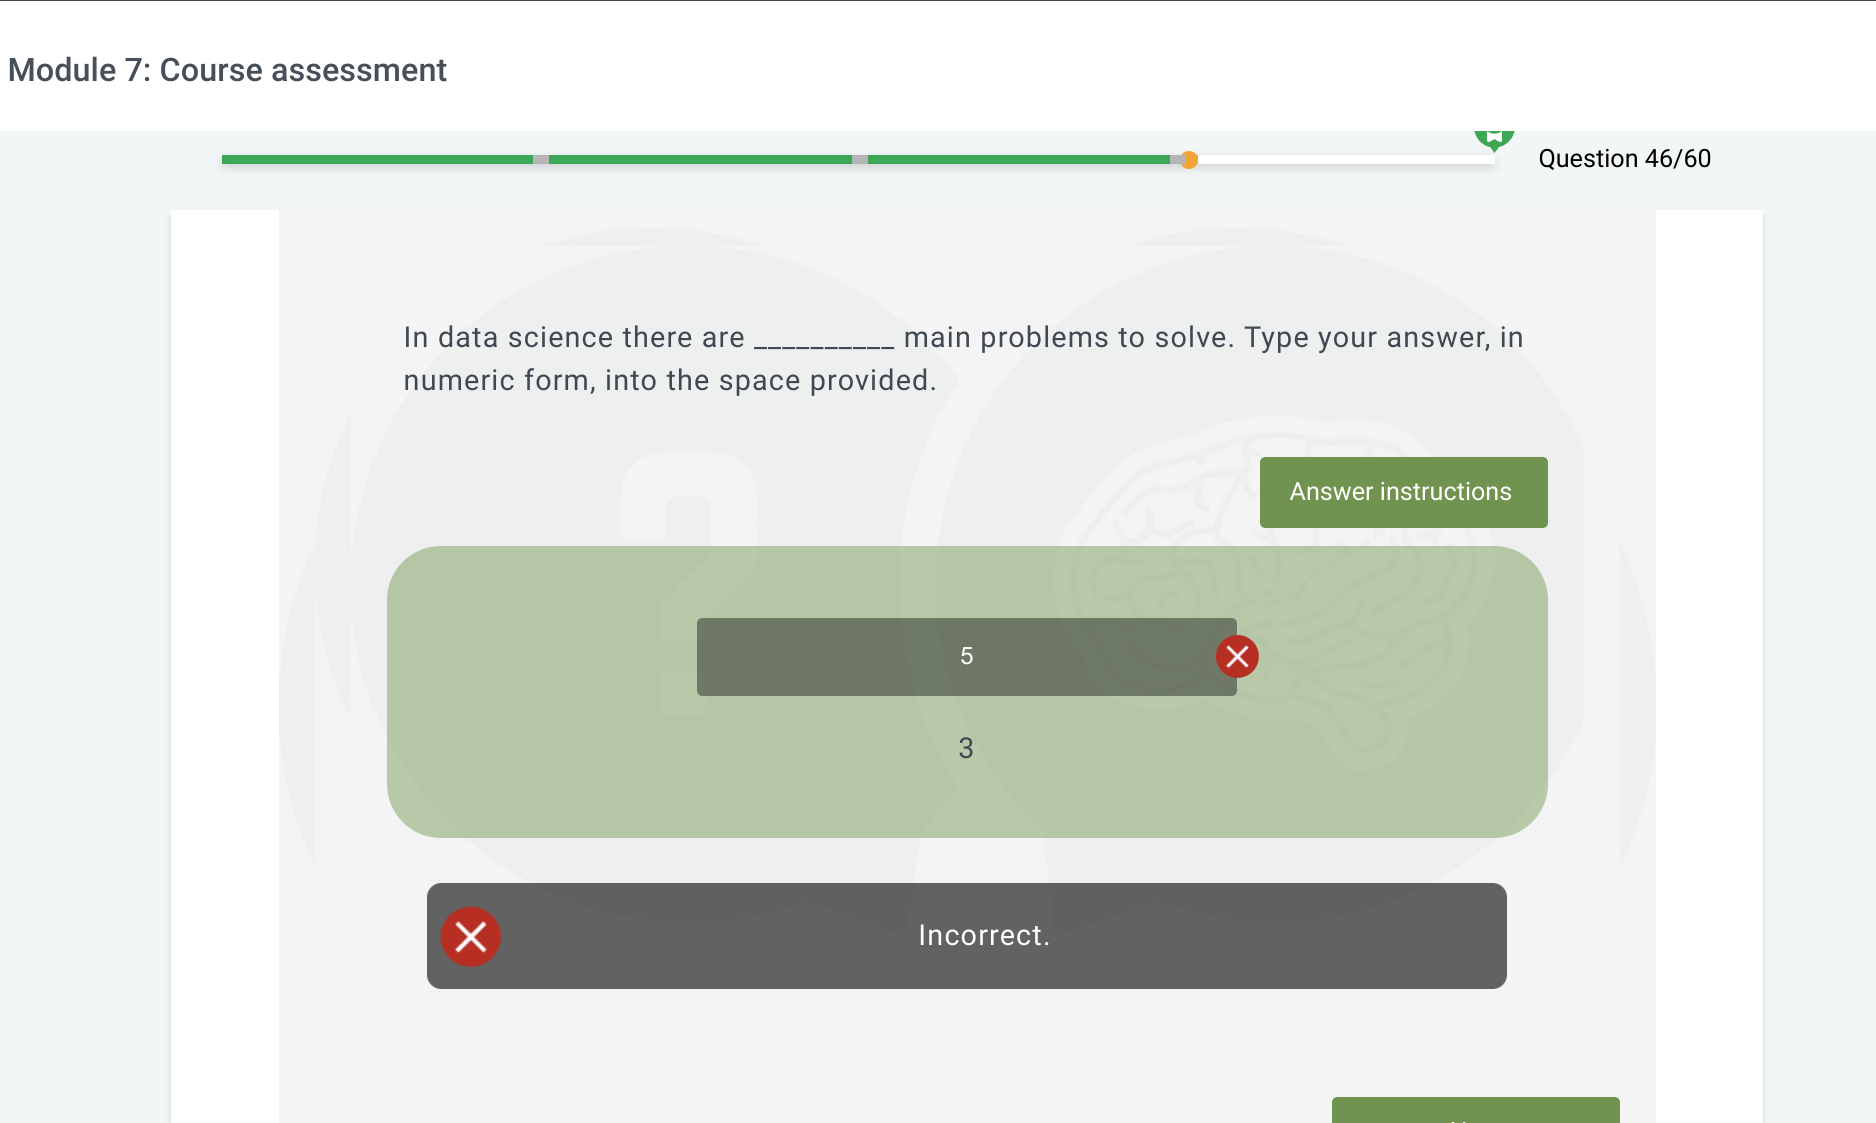 Module 7: Course assessment
Question 46/60
In data science there are __________ main problems to solve. Type your answer, in
numeric form, into the space provided.
Answer instructions
5
3
Incorrect.